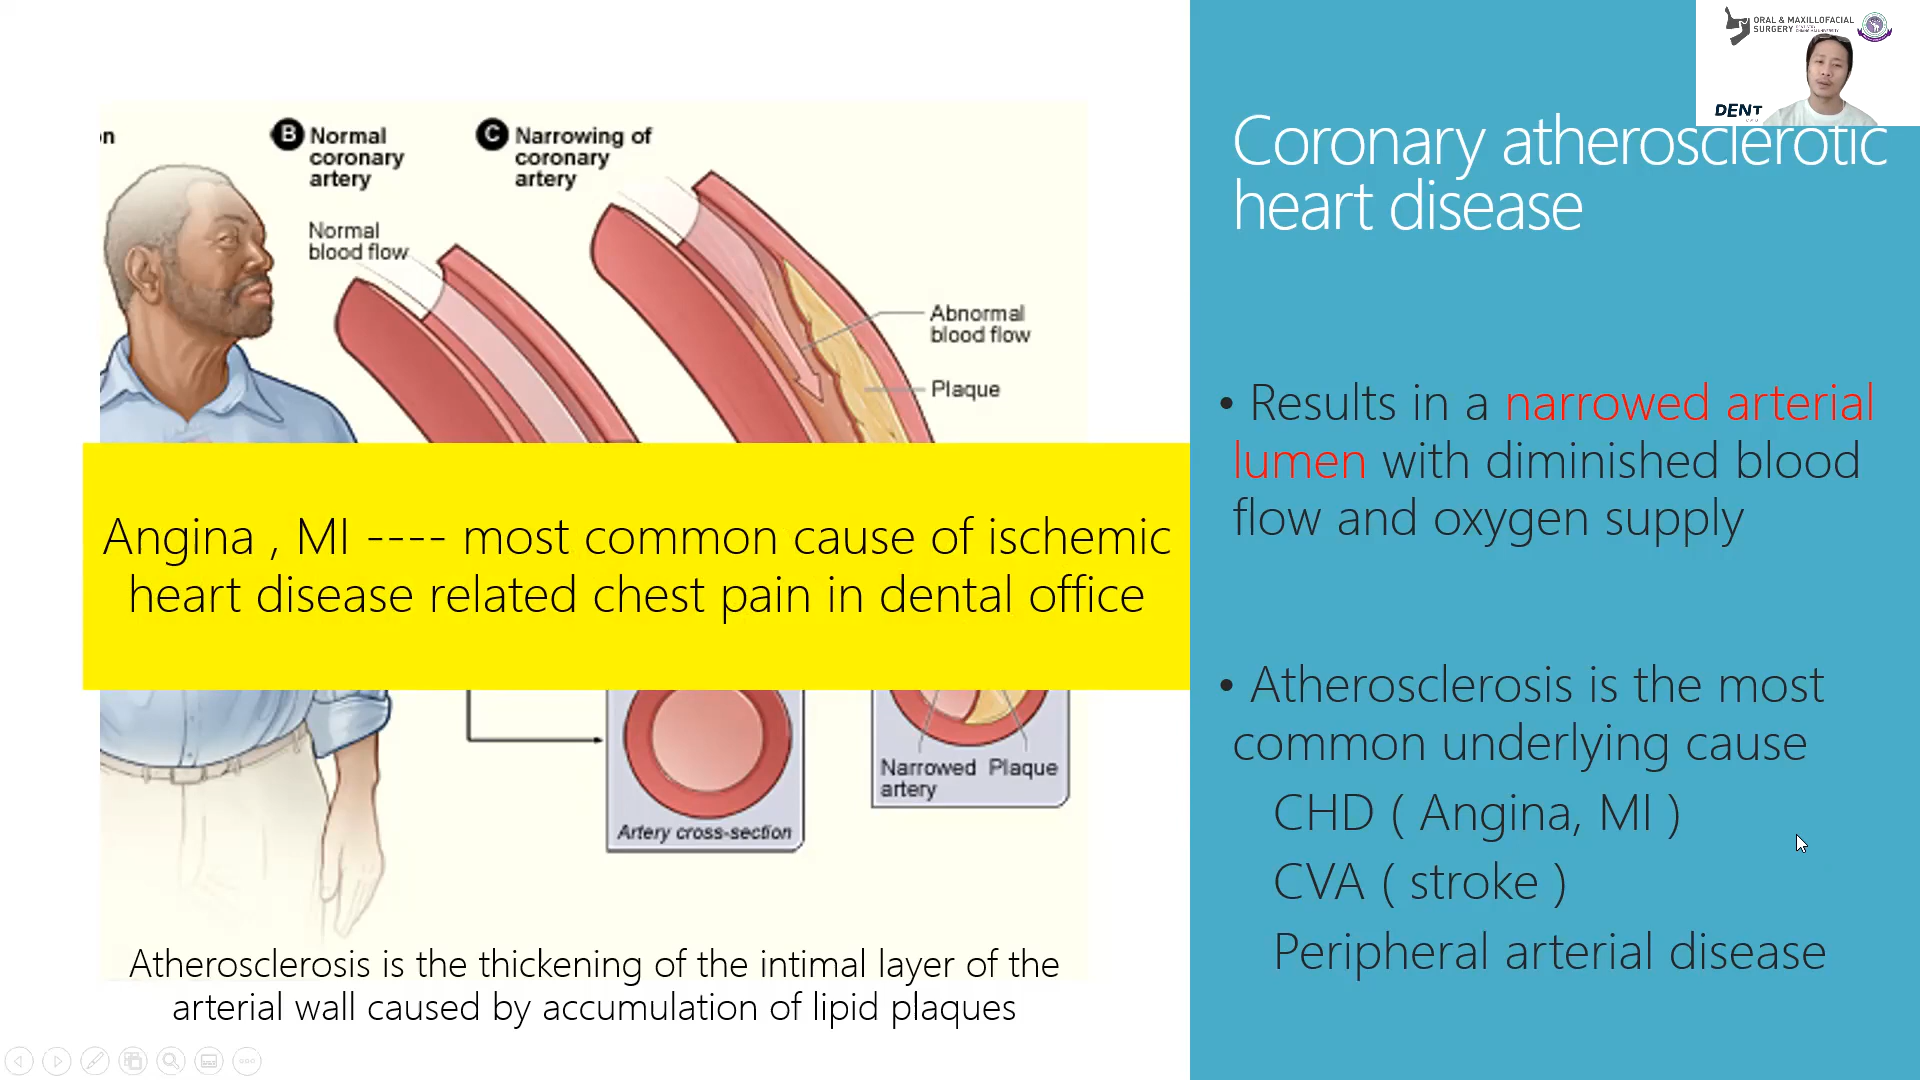 n
B Normal
coronary
artery
C Narrowing of
coronary
artery
Normal
blood flow
Abnormal
blood flow
Plaque
Angina , MI ---- most common cause of ischemic
heart disease related chest pain in dental office
Narrowed Plaque
artery
Artery cross-section
Atherosclerosis is the thickening of the intimal layer of the
arterial wall caused by accumulation of lipid plaques
ORAL & MAXILLOFACIAL
SURGERY
DENT
Coronary atherosclerotic
heart disease
• Results in a narrowed arterial
lumen with diminished blood
flow and oxygen supply
• Atherosclerosis is the most
common underlying cause
CHD ( Angina, MI )
CVA ( stroke )
Peripheral arterial disease